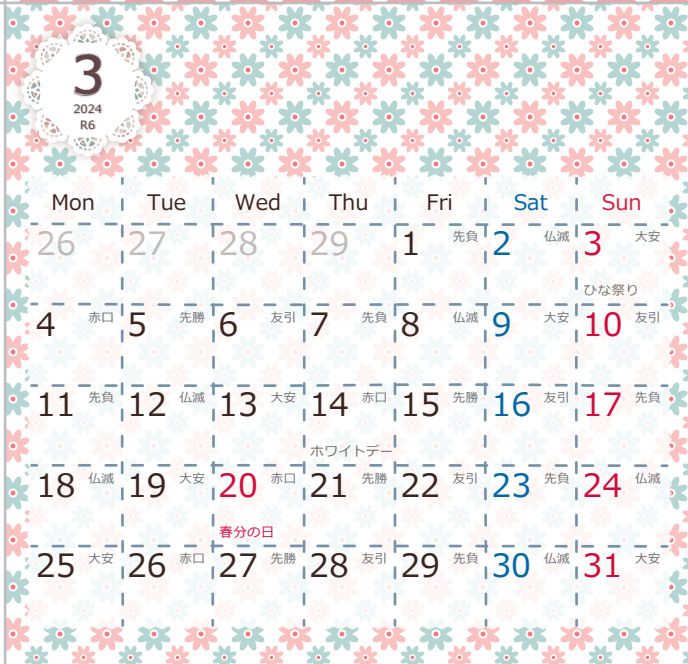 3
2024
R6
Mon Tue Wed Thu Fri Sat Sun
26 27 28 29 1 先負 2 仏滅 3 大安
ひな祭り
4 赤口 5 先勝 6 友引 7 先負 8 仏滅 9 大安 10 友引
11 先負 12 仏滅 13 大安 14 赤口 15 先勝 16 友引 17 先負
ホワイトデー
18 仏滅 19 大安 20 赤口 21 先勝 22 友引 23 先負 24 仏滅
春分の日
25 大安 26 赤口 27 先勝 28 友引 29 先負 30 仏滅 31 大安